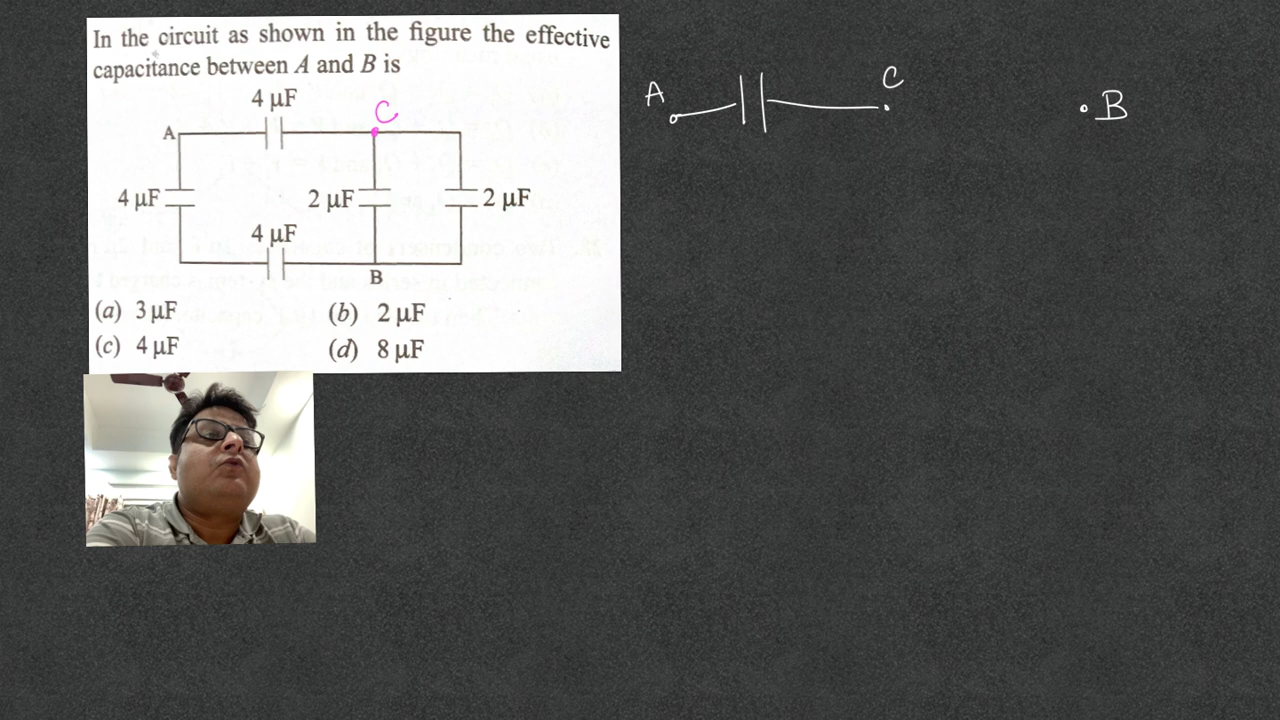 In the circuit as shown in the figure the effective
capacitance between A and B is
4 μF
C
A
4 μF
2 μF
2 μF
4 μF
B
(a) 3 μF
(b) 2 μF
(c) 4 μF
(d) 8 μF
A
C
B